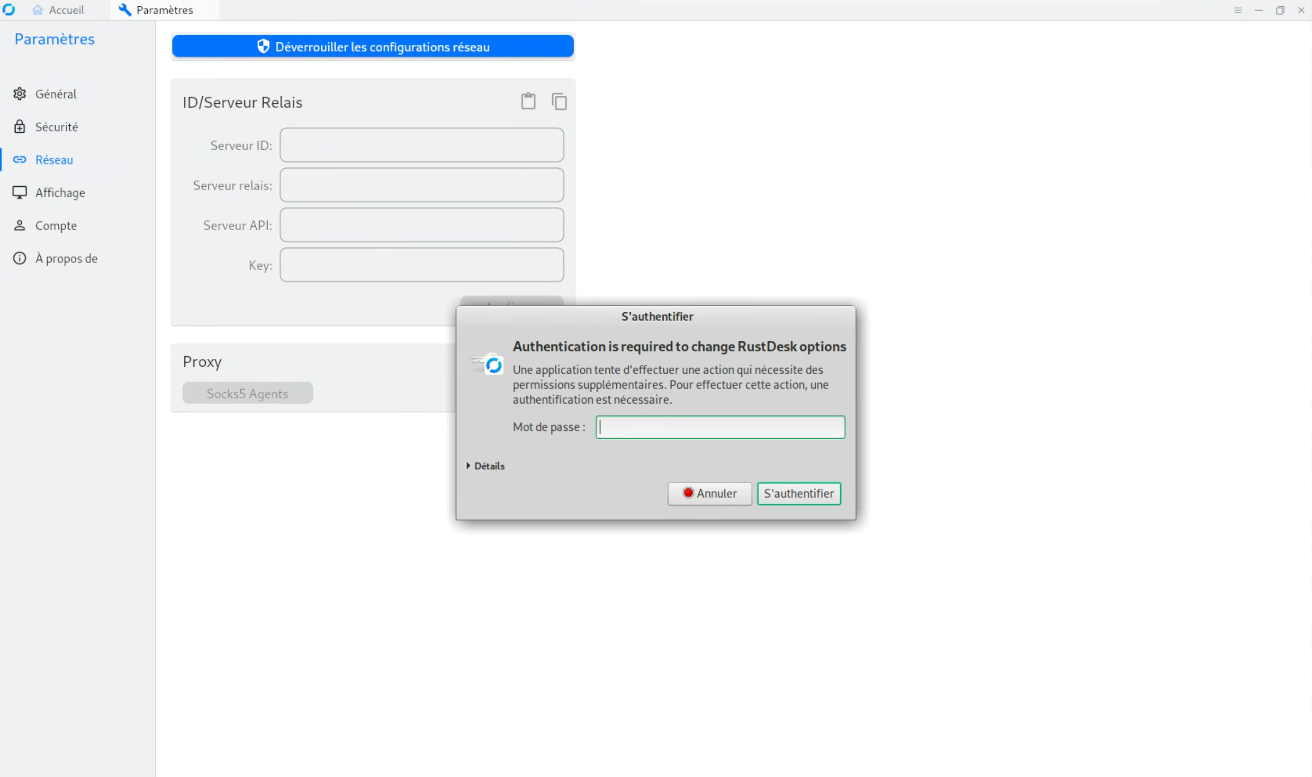 Accueil
Paramètres
Paramètres
Général
Sécurité
Réseau
Affichage
Compte
À propos de
Déverrouiller les configurations réseau
ID/Serveur Relais
Serveur ID:
Serveur relais:
Serveur API:
Key:
Proxy
Socks5 Agents
S'authentifier
Authentication is required to change RustDesk options
Une application tente d'effectuer une action qui nécessite des
permissions supplémentaires. Pour effectuer cette action, une
authentification est nécessaire.
Mot de passe :
Détails
Annuler
S'authentifier